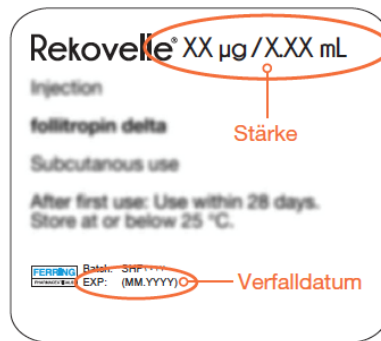 Rekovelle® XX µg/X.XX mL
Injection
Stärke
follitropin delta
Subcutanous use
After first use: Use within 28 days.
Store at or below 25 °C.
FERRING Batch:
PHARMACEUTICALS EXP: (MM.YYYY)
Verfalldatum